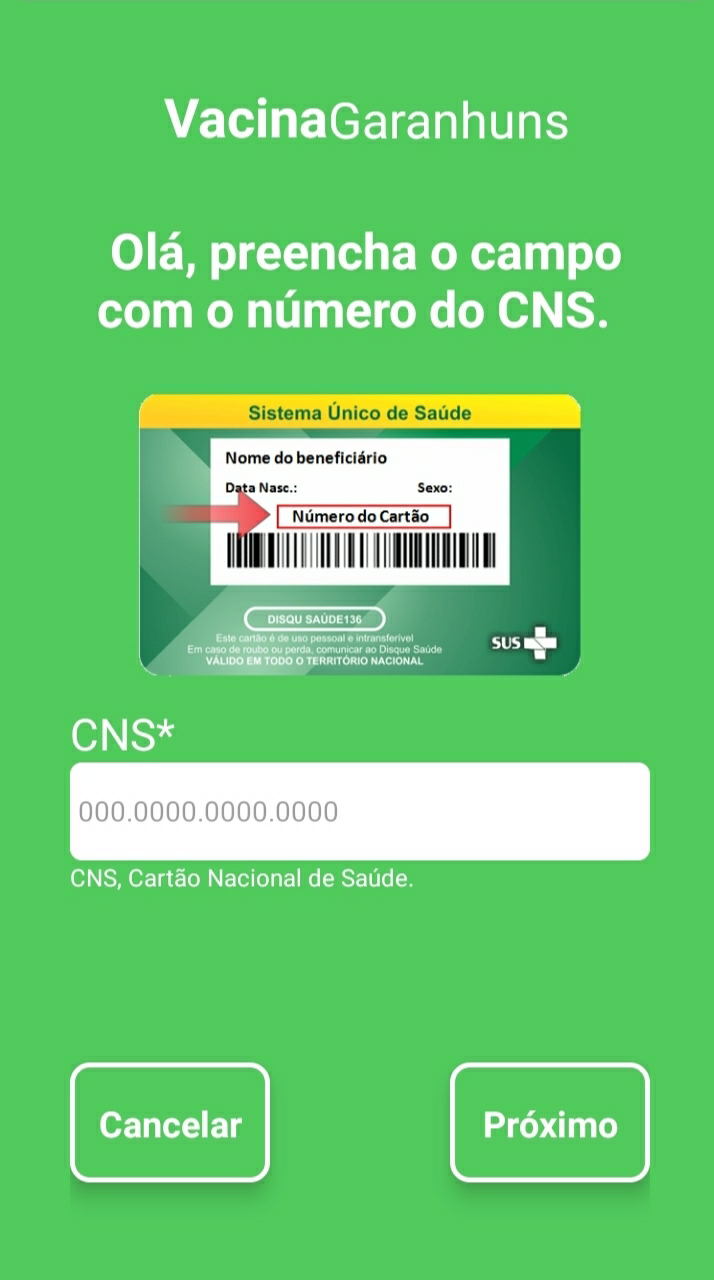 VacinaGaranhuns
Olá, preencha o campo
com o número do CNS.
Sistema Único de Saúde
Nome do beneficiário
Data Nasc.: Sexo:
Número do Cartão
DISQU SAÚDE136
Este cartão é de uso pessoal e intransferível
Em caso de roubo ou perda, comunicar ao Disque Saúde
VÁLIDO EM TODO O TERRITÓRIO NACIONAL
SUS
CNS*
000.0000.0000.0000
CNS, Cartão Nacional de Saúde.
Cancelar
Próximo